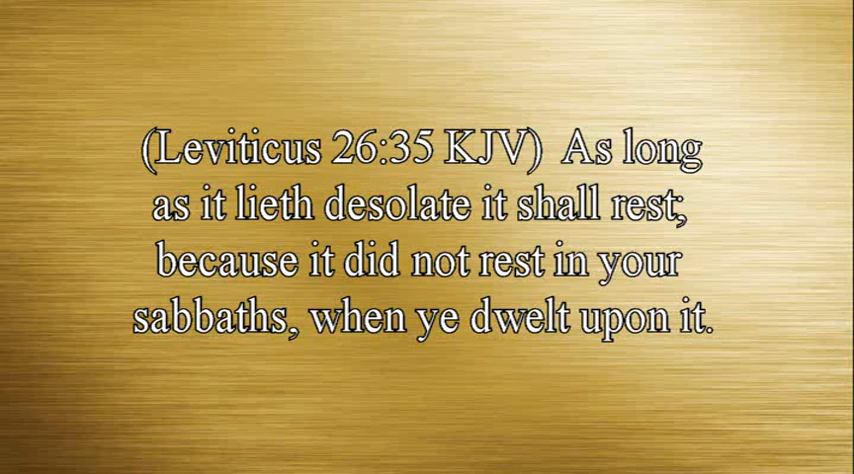 (Leviticus 26:35 KJV)  As long
as it lieth desolate it shall rest;
because it did not rest in your
sabbaths, when ye dwelt upon it.